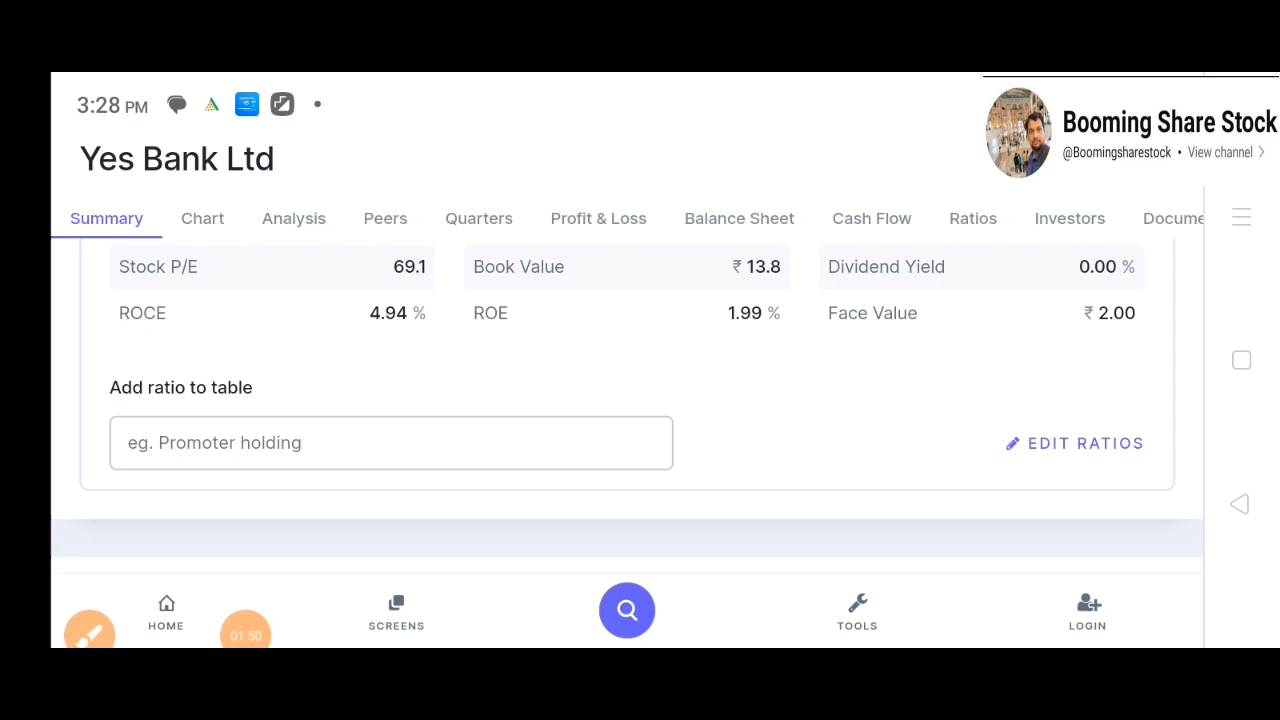 3:28 PM
Booming Share Stock
@Boomingsharestock • View channel >
Yes Bank Ltd
Summary Chart Analysis Peers Quarters Profit & Loss Balance Sheet Cash Flow Ratios Investors Docume
Stock P/E 69.1 Book Value ₹ 13.8 Dividend Yield 0.00 %
ROCE 4.94 % ROE 1.99 % Face Value ₹ 2.00
Add ratio to table
eg. Promoter holding
EDIT RATIOS
HOME SCREENS TOOLS LOGIN
01:50